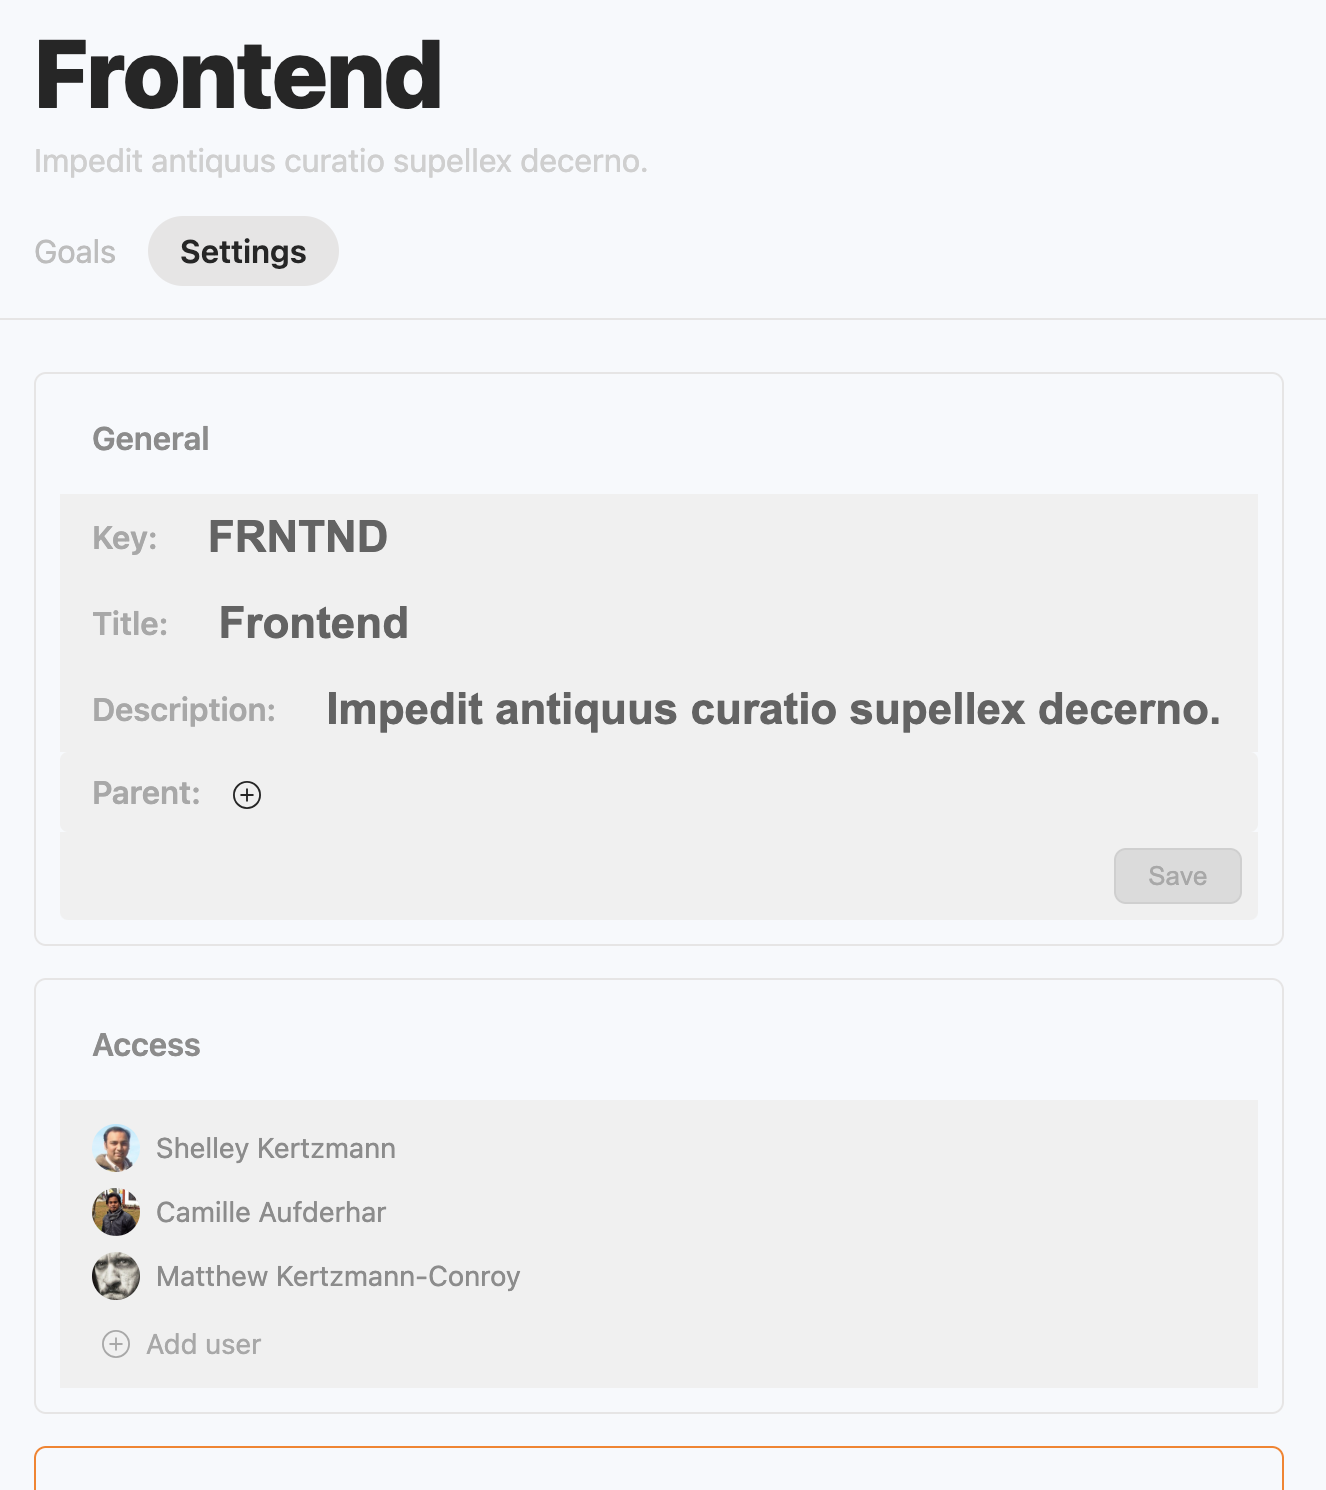 Frontend
Impedit antiquus curatio supellex decerno.
Goals Settings
General
Key: FRNTND
Title: Frontend
Description: Impedit antiquus curatio supellex decerno.
Parent:
Save
Access
Shelley Kertzmann
Camille Aufderhar
Matthew Kertzmann-Conroy
Add user